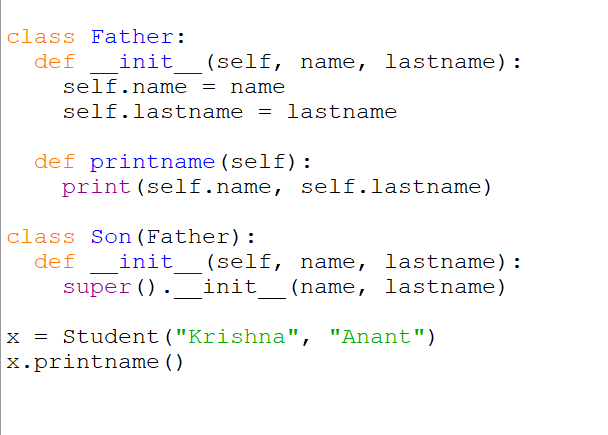 class Father:
  def __init__(self, name, lastname):
    self.name = name
    self.lastname = lastname

  def printname(self):
    print(self.name, self.lastname)

class Son(Father):
  def __init__(self, name, lastname):
    super().__init__(name, lastname)

x = Student("Krishna", "Anant")
x.printname()